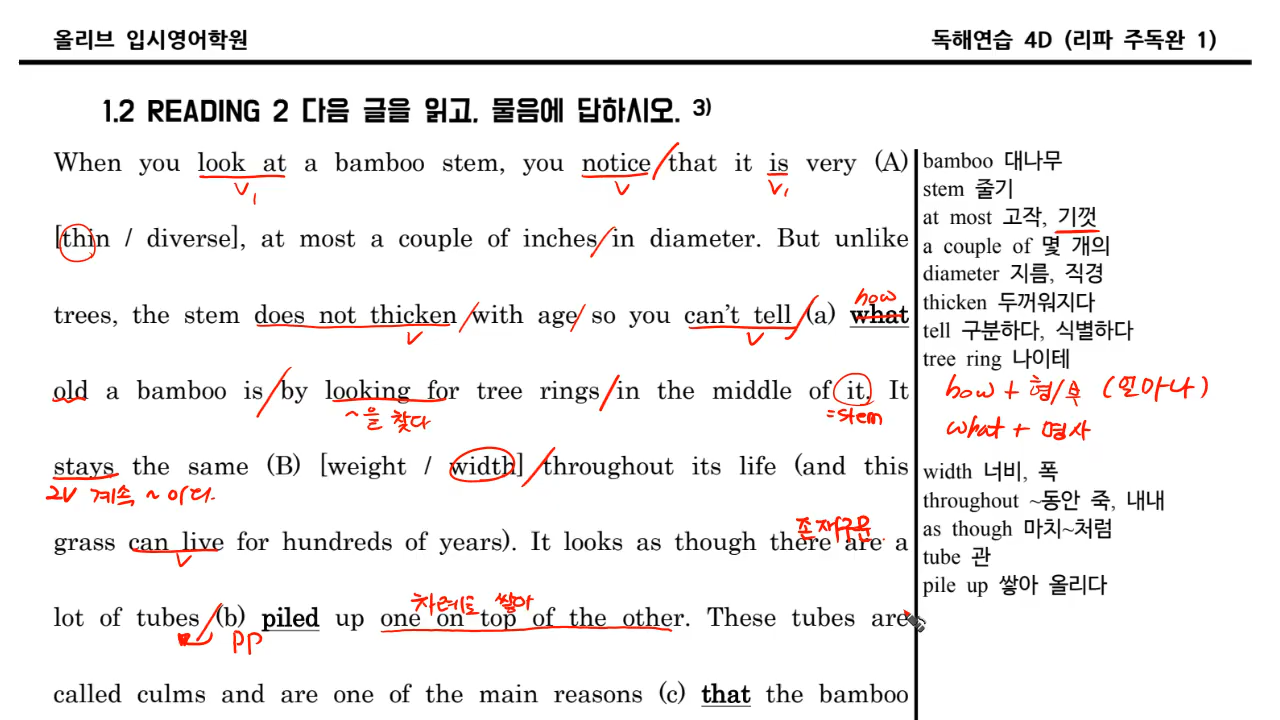 올리브 입시영어학원
독해연습 4D (리파 주독완 1)
1.2 READING 2 다음 글을 읽고, 물음에 답하시오. 3)
When you look at a bamboo stem, you notice that it is very (A)
V1 V V1
[thin / diverse], at most a couple of inches in diameter. But unlike
how
trees, the stem does not thicken with age so you can't tell (a) what
V V
old a bamboo is by looking for tree rings in the middle of it. It
~을 찾다 =stem
stays the same (B) [weight / width] throughout its life (and this
2V 계속 ~이다.
존재구문
grass can live for hundreds of years). It looks as though there are a
V
차례로 쌓아
lot of tubes (b) piled up one on top of the other. These tubes are
PP
called culms and are one of the main reasons (c) that the bamboo
bamboo 대나무
stem 줄기
at most 고작, 기껏
a couple of 몇 개의
diameter 지름, 직경
thicken 두꺼워지다
tell 구분하다, 식별하다
tree ring 나이테
how + 형/부 (얼마나)
what + 명사
width 너비, 폭
throughout ~동안 죽, 내내
as though 마치~처럼
tube 관
pile up 쌓아 올리다